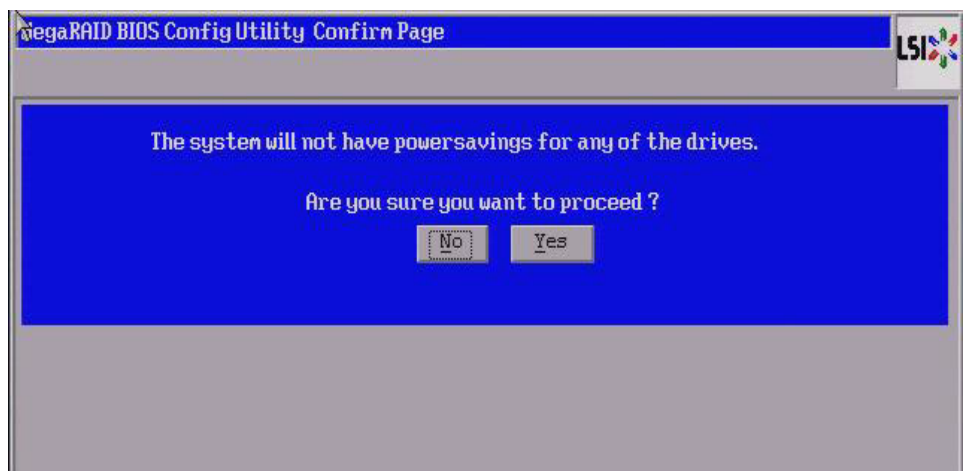 MegaRAID BIOS Config Utility Confirm Page
LSI
The system will not have powersavings for any of the drives.
Are you sure you want to proceed ?
No Yes